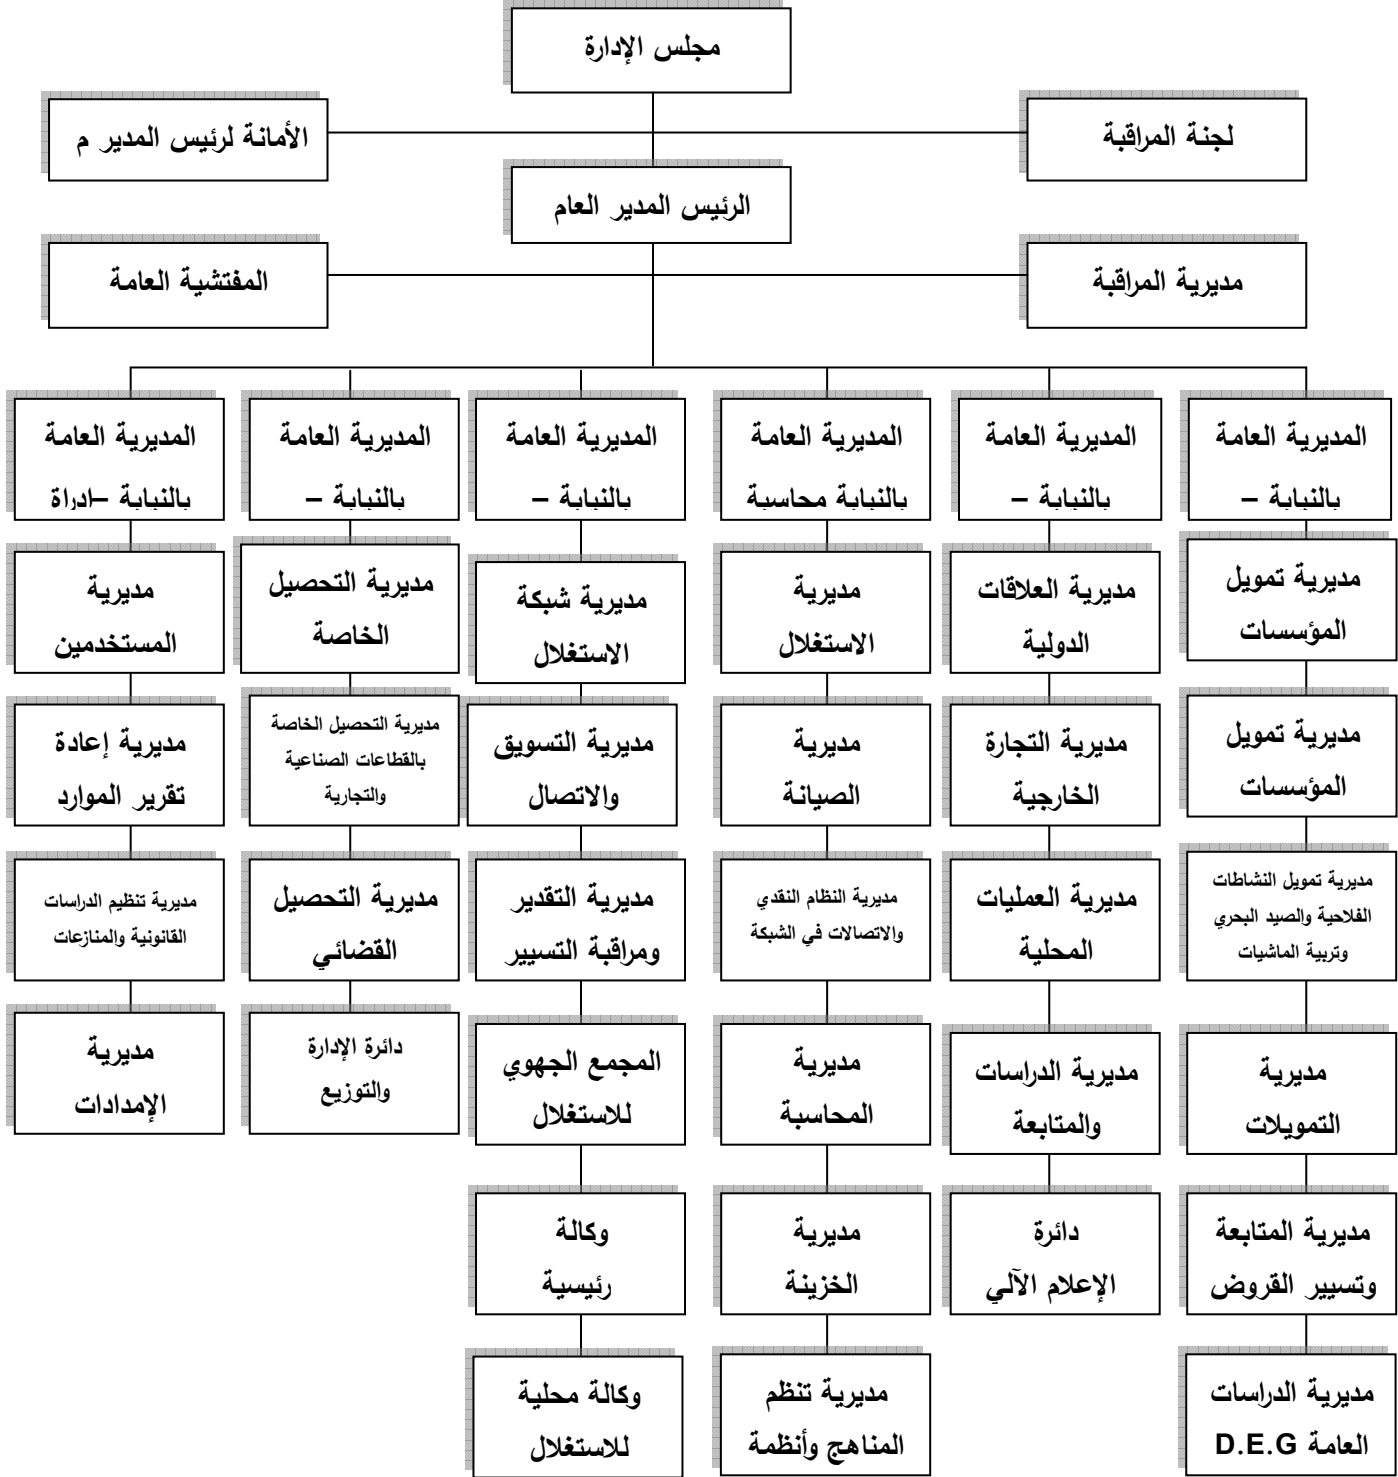 مجلس الإدارة
لجنة المراقبة
الأمانة لرئيس المدير م
الرئيس المدير العام
مديرية المراقبة
المفتشية العامة
المديرية العامة
بالنيابة –
مديرية تمويل
المؤسسات
مديرية تمويل
المؤسسات
مديرية تمويل النشاطات
الفلاحية والصيد البحري
وتربية الماشيات
مديرية
التمويلات
مديرية المتابعة
وتسيير القروض
مديرية الدراسات
العامة D.E.G
المديرية العامة
بالنيابة –
مديرية العلاقات
الدولية
مديرية التجارة
الخارجية
مديرية العمليات
المحلية
مديرية الدراسات
والمتابعة
دائرة
الإعلام الآلي
المديرية العامة
بالنيابة محاسبة
مديرية
الاستغلال
مديرية
الصيانة
مديرية النظام النقدي
والاتصالات في الشبكة
مديرية
المحاسبة
مديرية
الخزينة
مديرية تنظم
المناهج وأنظمة
المديرية العامة
بالنيابة –
مديرية شبكة
الاستغلال
مديرية التسويق
والاتصال
مديرية التقدير
ومراقبة التسيير
المجمع الجهوي
للاستغلال
وكالة
رئيسية
وكالة محلية
للاستغلال
المديرية العامة
بالنيابة –
مديرية التحصيل
الخاصة
مديرية التحصيل الخاصة
بالقطاعات الصناعية
والتجارية
مديرية التحصيل
القضائي
دائرة الإدارة
والتوزيع
المديرية العامة
بالنيابة –ادراة
مديرية
المستخدمين
مديرية إعادة
تقرير الموارد
مديرية تنظيم الدراسات
القانونية والمنازعات
مديرية
الإمدادات